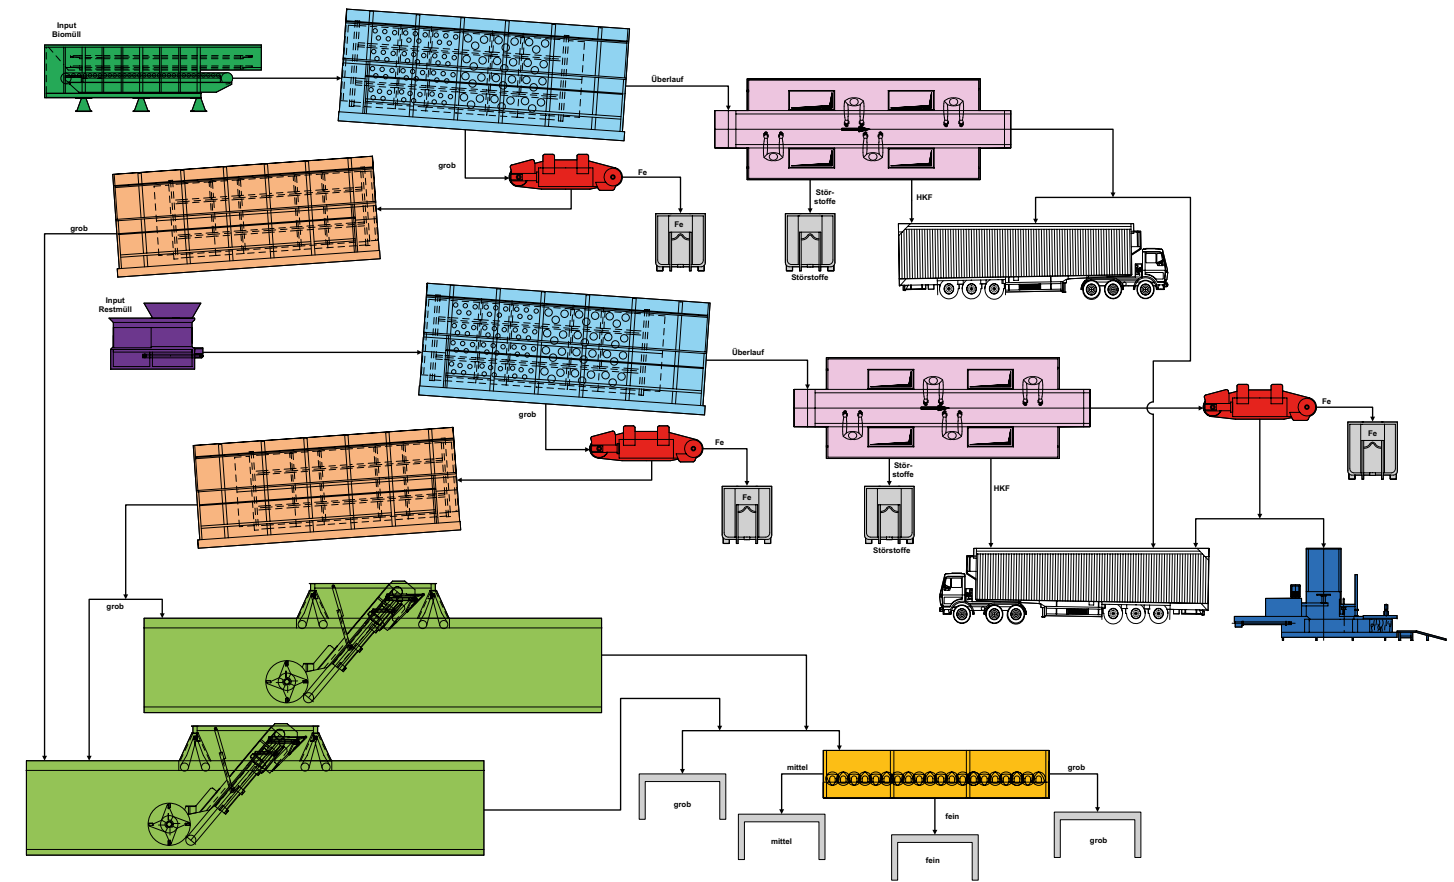 Input
Biomüll
Überlauf
grob
Fe
Stör-
stoffe
HKF
Fe
Störstoffe
grob
Input
Restmüll
Überlauf
grob
Fe
Stör-
stoffe
HKF
Fe
Fe
Fe
Störstoffe
grob
mittel
grob
grob
fein
mittel
fein
grob